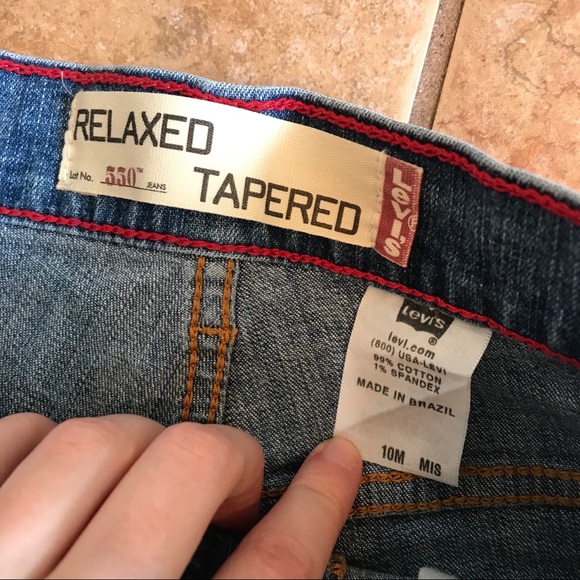 RELAXED
Lot No. 550™ JEANS
TAPERED
LEVI'S
®
Levi's
®
levi.com
(800) USA-LEVI
99% COTTON
1% SPANDEX
MADE IN BRAZIL
10M MIS